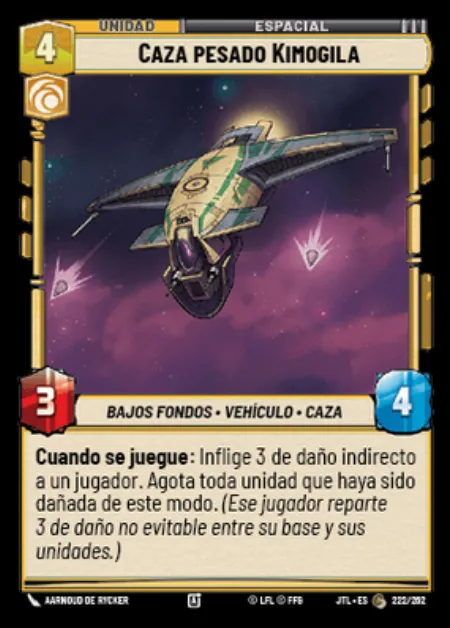 UNIDAD ESPACIAL
4 CAZA PESADO KIMOGILA
3 BAJOS FONDOS • VEHÍCULO • CAZA 4
Cuando se juegue: Inflige 3 de daño indirecto
a un jugador. Agota toda unidad que haya sido
dañada de este modo. (Ese jugador reparte
3 de daño no evitable entre su base y sus
unidades.)
AARNOUD DE RYCKER A © LFL © FFG JTL • ES 222/262